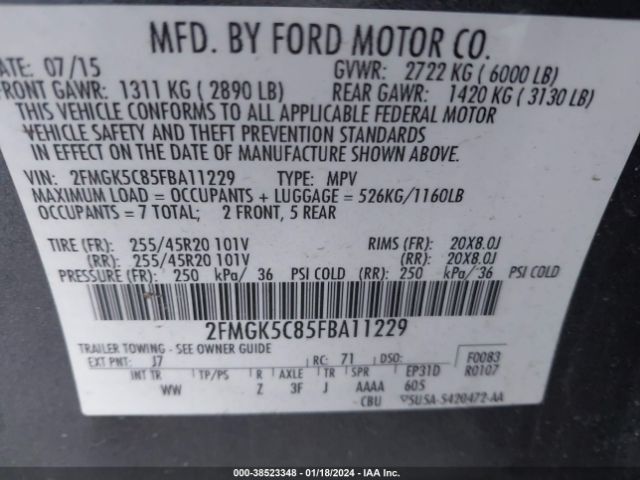 MFD. BY FORD MOTOR CO.
DATE: 07/15 GVWR: 2722 KG ( 6000 LB)
FRONT GAWR: 1311 KG ( 2890 LB) REAR GAWR: 1420 KG ( 3130 LB)
THIS VEHICLE CONFORMS TO ALL APPLICABLE FEDERAL MOTOR
VEHICLE SAFETY AND THEFT PREVENTION STANDARDS
IN EFFECT ON THE DATE OF MANUFACTURE SHOWN ABOVE.
VIN: 2FMGK5C85FBA11229 TYPE: MPV
MAXIMUM LOAD = OCCUPANTS + LUGGAGE = 526KG/1160LB
OCCUPANTS = 7 TOTAL; 2 FRONT, 5 REAR
TIRE (FR): 255/45R20 101V RIMS (FR): 20X8.0J
(RR): 255/45R20 101V (RR): 20X8.0J
PRESSURE (FR): 250 kPa/ 36 PSI COLD (RR): 250 kPa/ 36 PSI COLD
2FMGK5C85FBA11229
TRAILER TOWING - SEE OWNER GUIDE
EXT PNT: J7 RC: 71 DSO: F0083
INT TR TP/PS R AXLE TR SPR EP31D R0107
WW Z 3F J AAAA 605
CBU SUSA-5420472-AA
000-38523348 - 01/18/2024 - IAA Inc.